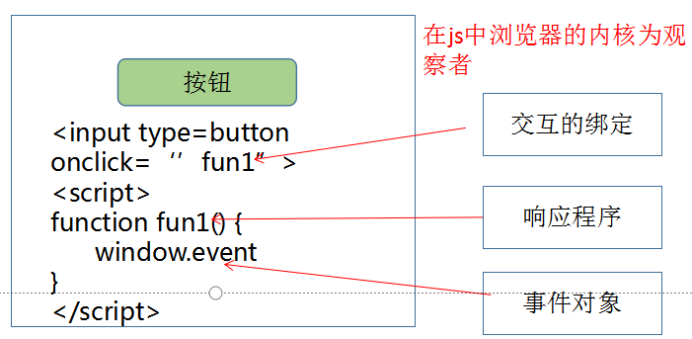 在js中浏览器的内核为观
察者
按钮
<input type=button
onclick= ’’ fun1” >
<script>
function fun1() {
window.event
}
</script>
交互的绑定
响应程序
事件对象